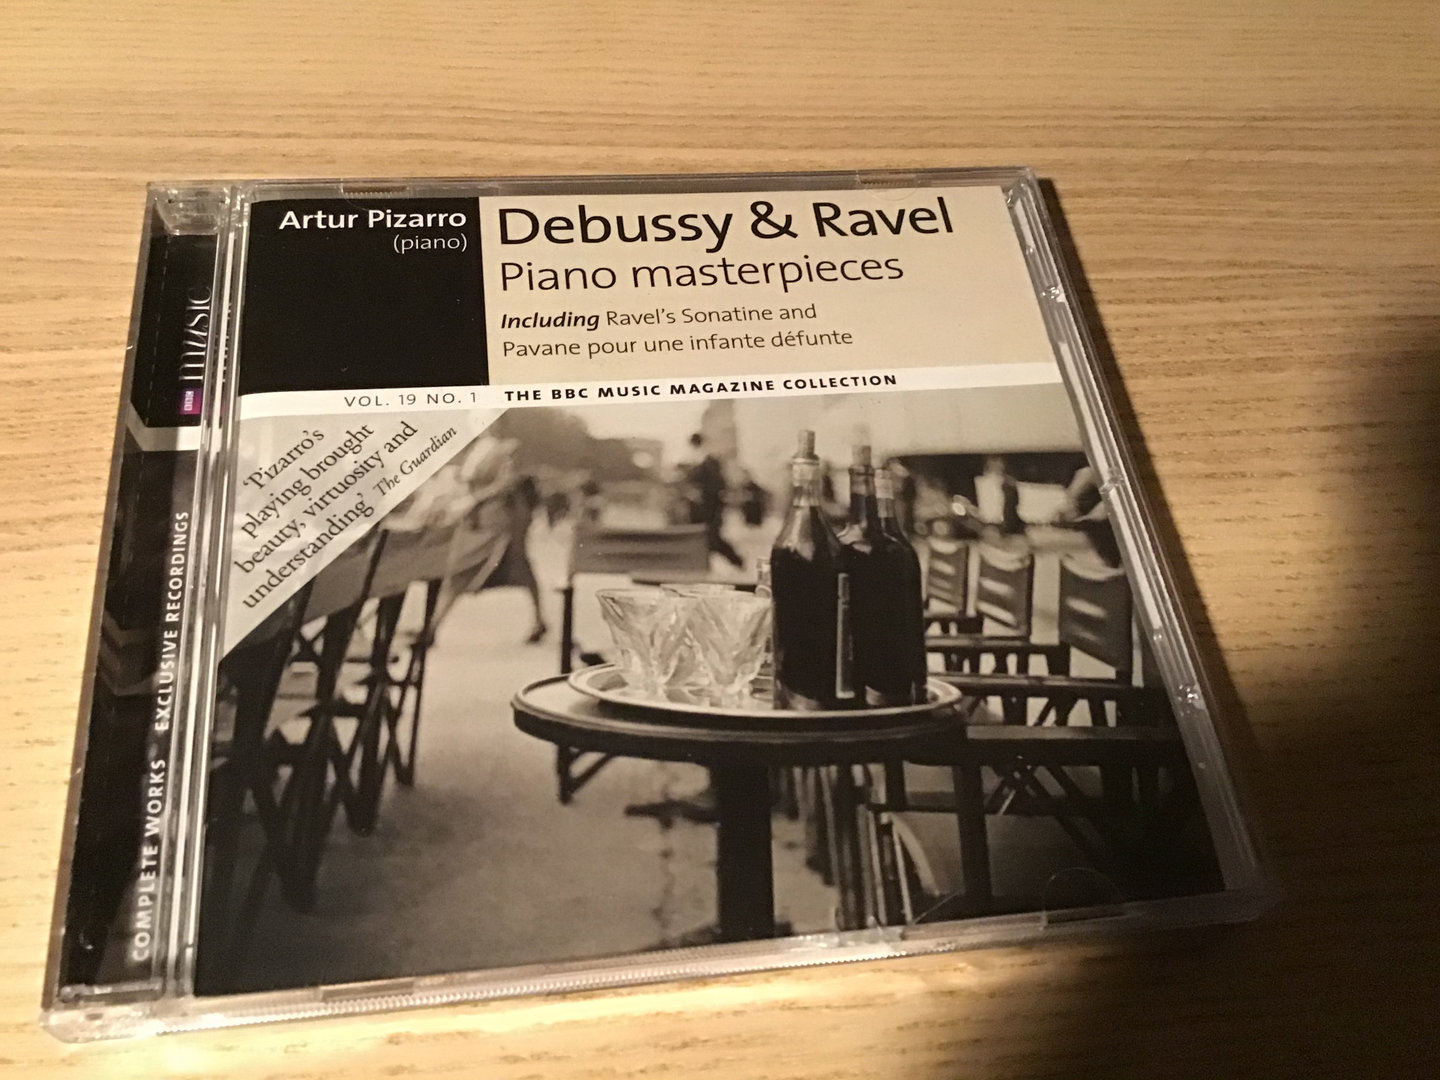 Artur Pizarro
(piano)
Debussy & Ravel
Piano masterpieces
Including Ravel's Sonatine and
Pavane pour une infante défunte
VOL. 19 NO. 1 THE BBC MUSIC MAGAZINE COLLECTION
'Pizarro's
playing brought
beauty, virtuosity and
understanding' The Guardian
BBC music
COMPLETE WORKS EXCLUSIVE RECORDINGS